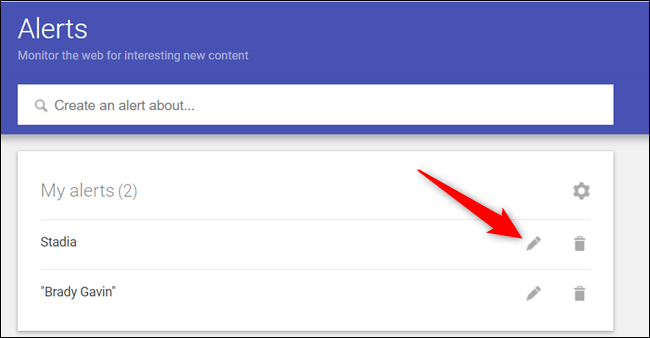 Alerts
Monitor the web for interesting new content
Create an alert about...
My alerts (2)
Stadia
"Brady Gavin"